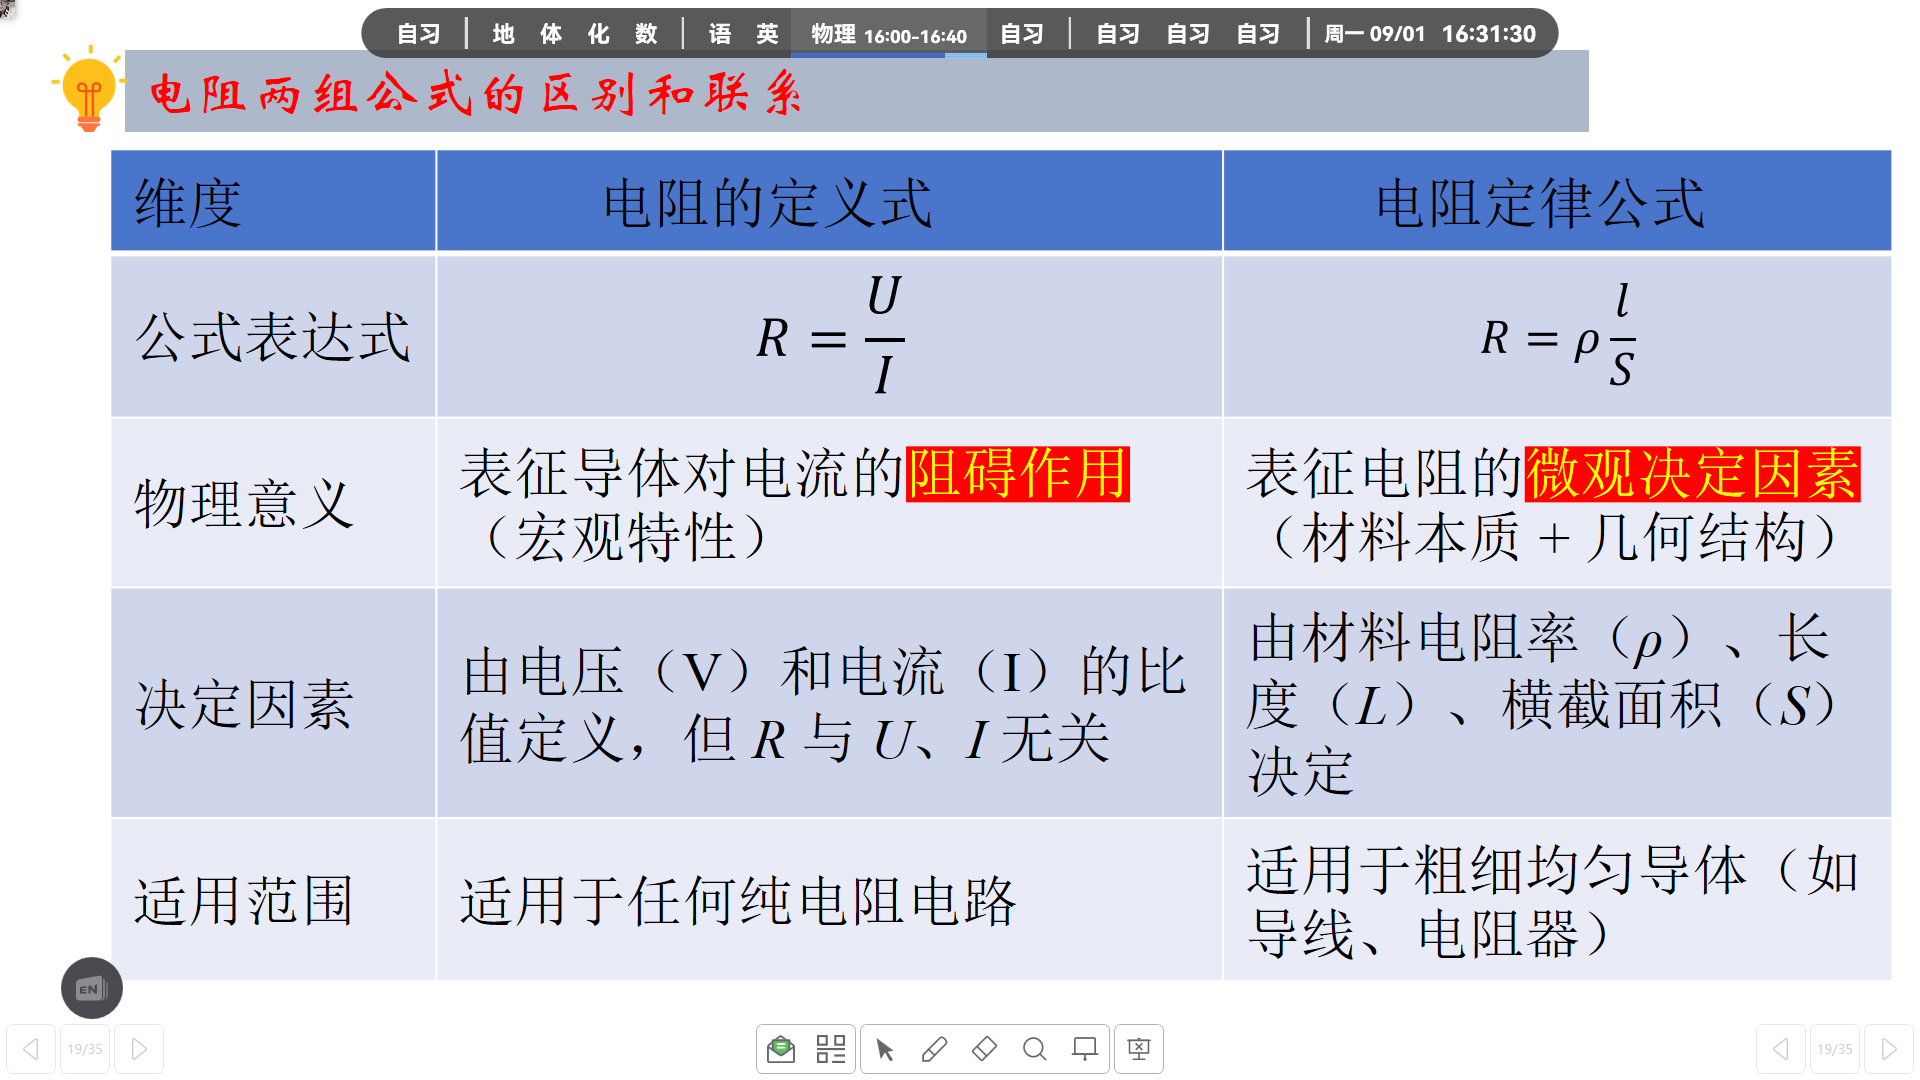 自习 | 地 体 化 数 | 语 英 物理 16:00-16:40 自习 | 自习 自习 自习 | 周一 09/01 16:31:30
电阻两组公式的区别和联系
维度
电阻的定义式
电阻定律公式
公式表达式
R = U/I
R = ρ l/S
物理意义
表征导体对电流的阻碍作用
（宏观特性）
表征电阻的微观决定因素
（材料本质 + 几何结构）
决定因素
由电压（V）和电流（I）的比
值定义，但 R 与 U、I 无关
由材料电阻率（ρ）、长
度（L）、横截面积（S）
决定
适用范围
适用于任何纯电阻电路
适用于粗细均匀导体（如
导线、电阻器）
EN
19/35
19/35